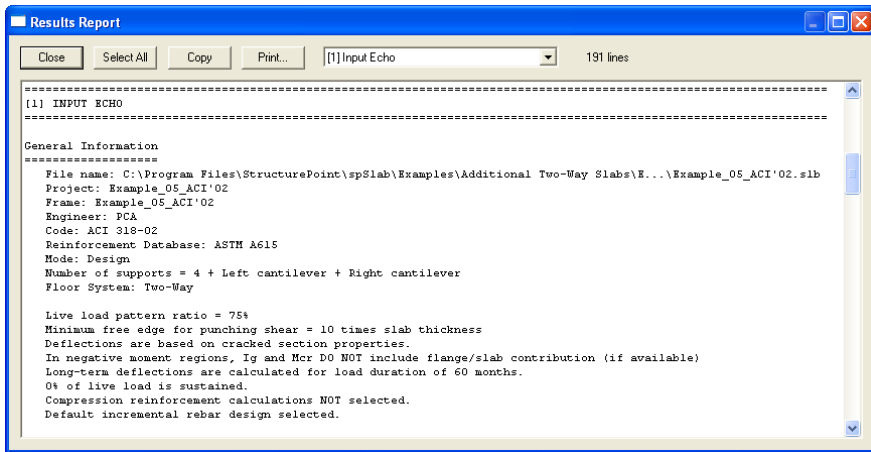 Results Report
Close Select All Copy Print... [1] Input Echo 191 lines
==================================================================================================================
[1] INPUT ECHO
==================================================================================================================
General Information
===================
File name: C:\Program Files\StructurePoint\spSlab\Examples\Additional Two-Way Slabs\E...\Example_05_ACI'02.slb
Project: Example_05_ACI'02
Frame: Example_05_ACI'02
Engineer: PCA
Code: ACI 318-02
Reinforcement Database: ASTM A615
Mode: Design
Number of supports = 4 + Left cantilever + Right cantilever
Floor System: Two-Way
Live load pattern ratio = 75%
Minimum free edge for punching shear = 10 times slab thickness
Deflections are based on cracked section properties.
In negative moment regions, Ig and Mcr DO NOT include flange/slab contribution (if available)
Long-term deflections are calculated for load duration of 60 months.
0% of live load is sustained.
Compression reinforcement calculations NOT selected.
Default incremental rebar design selected.